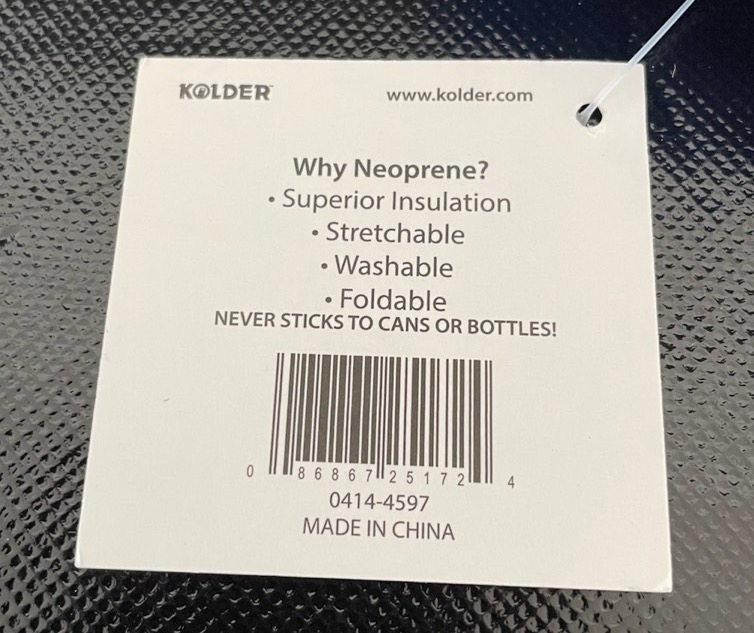 KOLDER™ www.kolder.com
Why Neoprene?
• Superior Insulation
• Stretchable
• Washable
• Foldable
NEVER STICKS TO CANS OR BOTTLES!
0 86867 25172 4
0414-4597
MADE IN CHINA